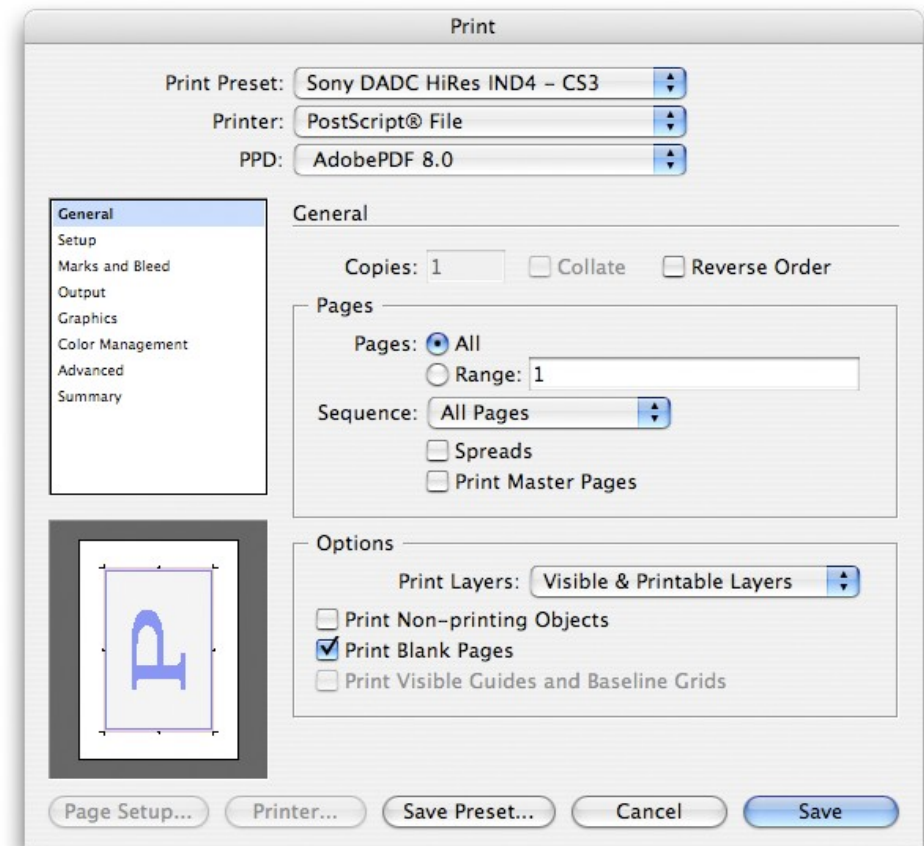 Print
Print Preset: Sony DADC HiRes IND4 – CS3
Printer: PostScript® File
PPD: AdobePDF 8.0
General
Setup
Marks and Bleed
Output
Graphics
Color Management
Advanced
Summary
General
Copies: 1 Collate Reverse Order
Pages
Pages: All
Range: 1
Sequence: All Pages
Spreads
Print Master Pages
P
Options
Print Layers: Visible & Printable Layers
Print Non-printing Objects
Print Blank Pages
Print Visible Guides and Baseline Grids
Page Setup... Printer... Save Preset... Cancel Save